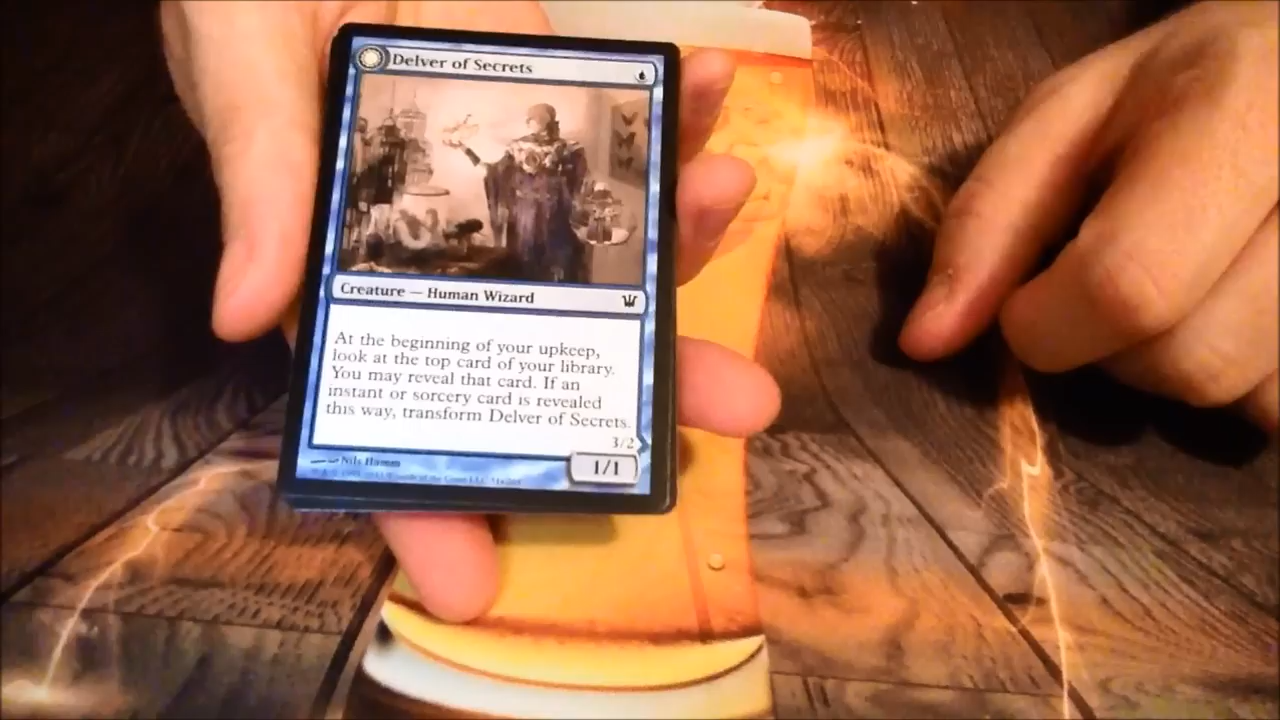 Delver of Secrets
Creature — Human Wizard
At the beginning of your upkeep,
look at the top card of your library.
You may reveal that card. If an
instant or sorcery card is revealed
this way, transform Delver of Secrets.
3/2
1/1
Nils Hamm